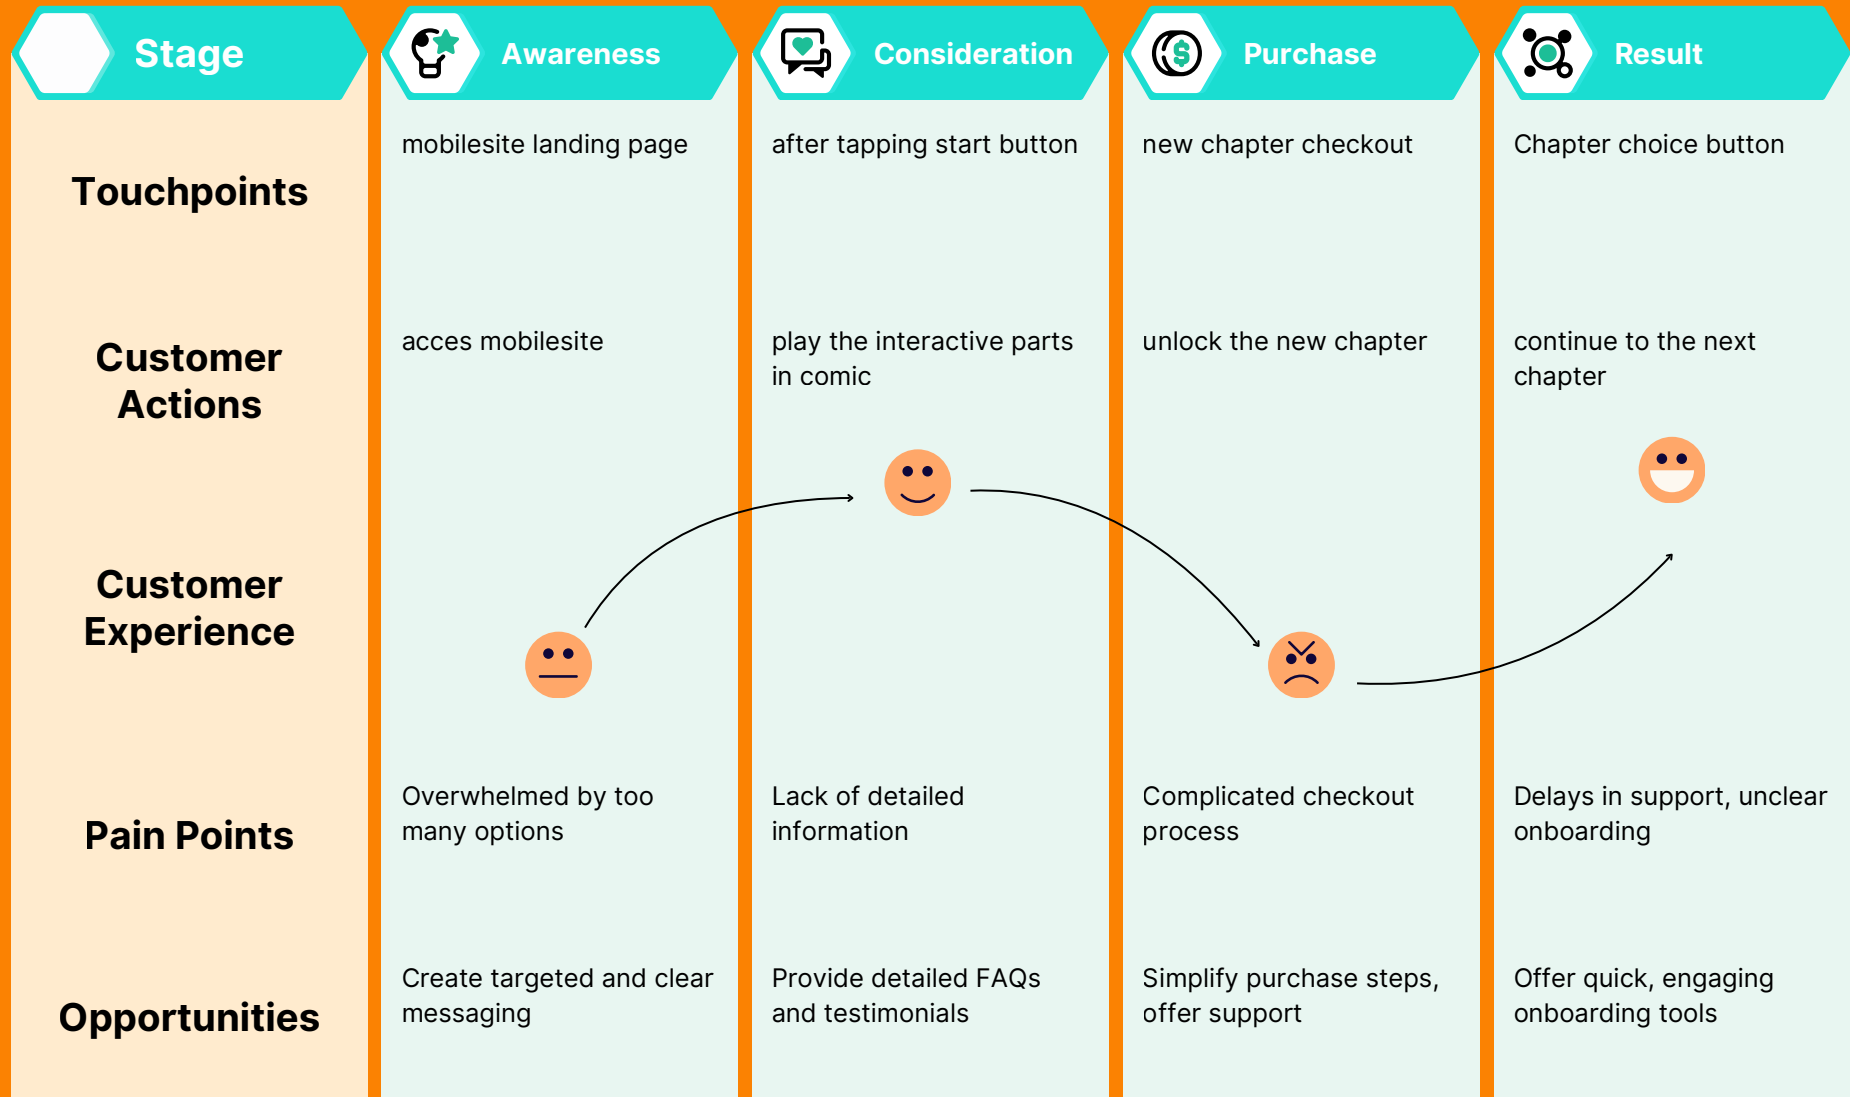 Stage
Awareness
Consideration
Purchase
Result
Touchpoints
mobilesite landing page
after tapping start button
new chapter checkout
Chapter choice button
Customer
Actions
acces mobilesite
play the interactive parts
in comic
unlock the new chapter
continue to the next
chapter
Customer
Experience
Pain Points
Overwhelmed by too
many options
Lack of detailed
information
Complicated checkout
process
Delays in support, unclear
onboarding
Opportunities
Create targeted and clear
messaging
Provide detailed FAQs
and testimonials
Simplify purchase steps,
offer support
Offer quick, engaging
onboarding tools